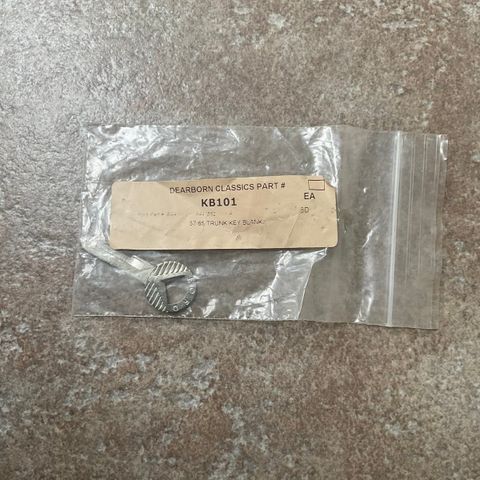 DEARBORN CLASSICS PART #
KB101
EA
57-65 TRUNK KEY BLANK